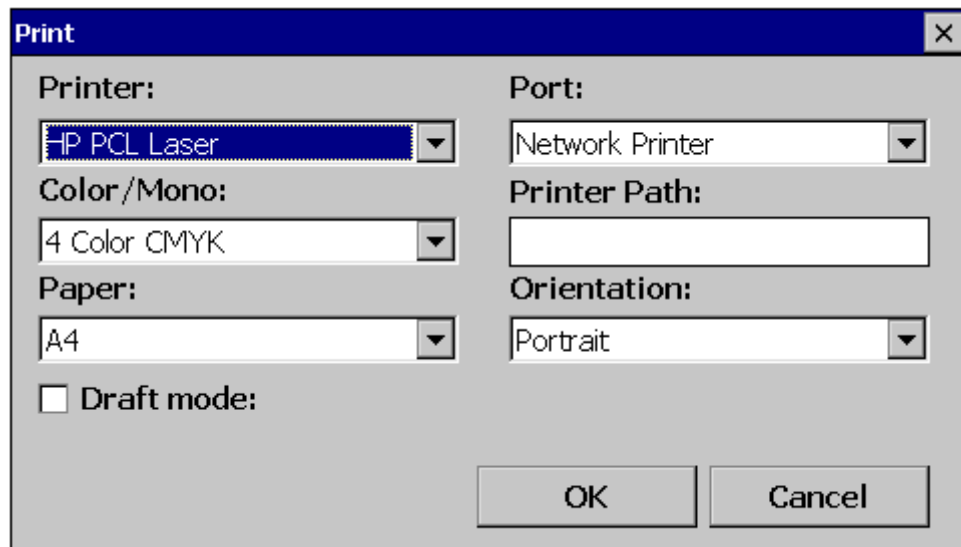 Print
Printer: Port:
HP PCL Laser Network Printer
Color/Mono: Printer Path:
4 Color CMYK
Paper: Orientation:
A4 Portrait
Draft mode:
OK Cancel